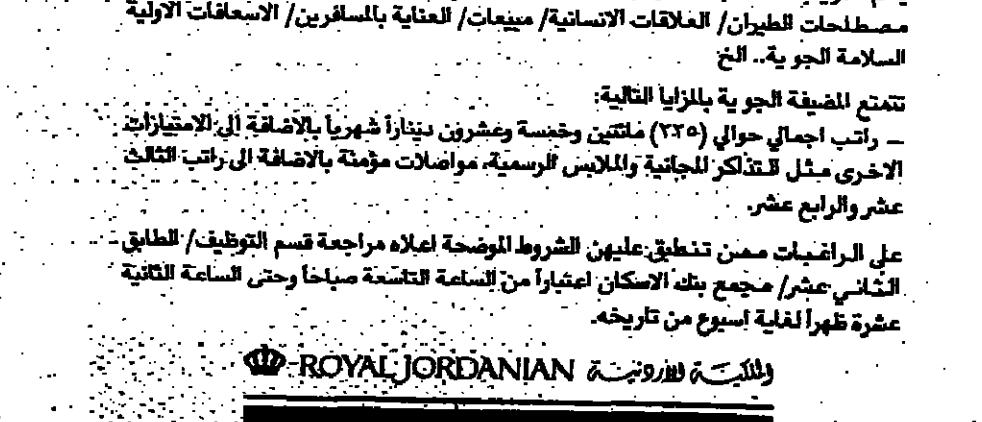 مصطلحات الطيران/ العلاقات الانسانية/ مبيعات/ العناية بالمسافرين/ الاسعافات الاولية
السلامة الجوية.. الخ
تتمتع المضيفة الجوية بالمزايا التالية:
ــ راتب اجمالي حوالي (٢٢٥) مائتين وخمسة وعشرون ديناراً شهرياً بالاضافة إلى الامتيازات
الاخرى مثل التذاكر المجانية والملابس الرسمية، مواصلات مؤمنة بالاضافة الى راتب الثالث
عشر والرابع عشر.
على الراغبات ممن تنطبق عليهن الشروط الموضحة اعلاه مراجعة قسم التوظيف/ الطابق
الثاني عشر/ مجمع بنك الاسكان اعتباراً من الساعة التاسعة صباحاً وحتى الساعة الثانية
عشرة ظهراً لغاية اسبوع من تاريخه.
الملكية الأردنية ROYAL JORDANIAN